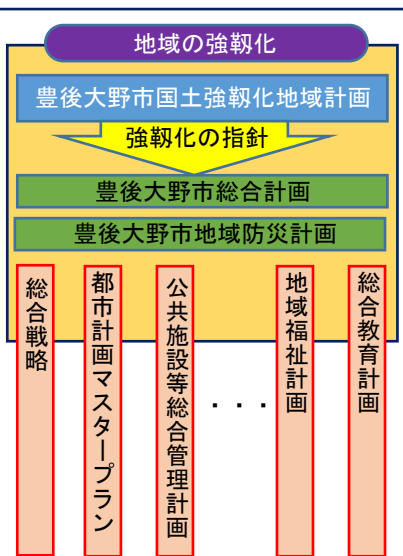 地域の強靱化
豊後大野市国土強靱化地域計画
強靱化の指針
豊後大野市総合計画
豊後大野市地域防災計画
総合戦略
都市計画マスタープラン
公共施設等総合管理計画
・・・
地域福祉計画
総合教育計画